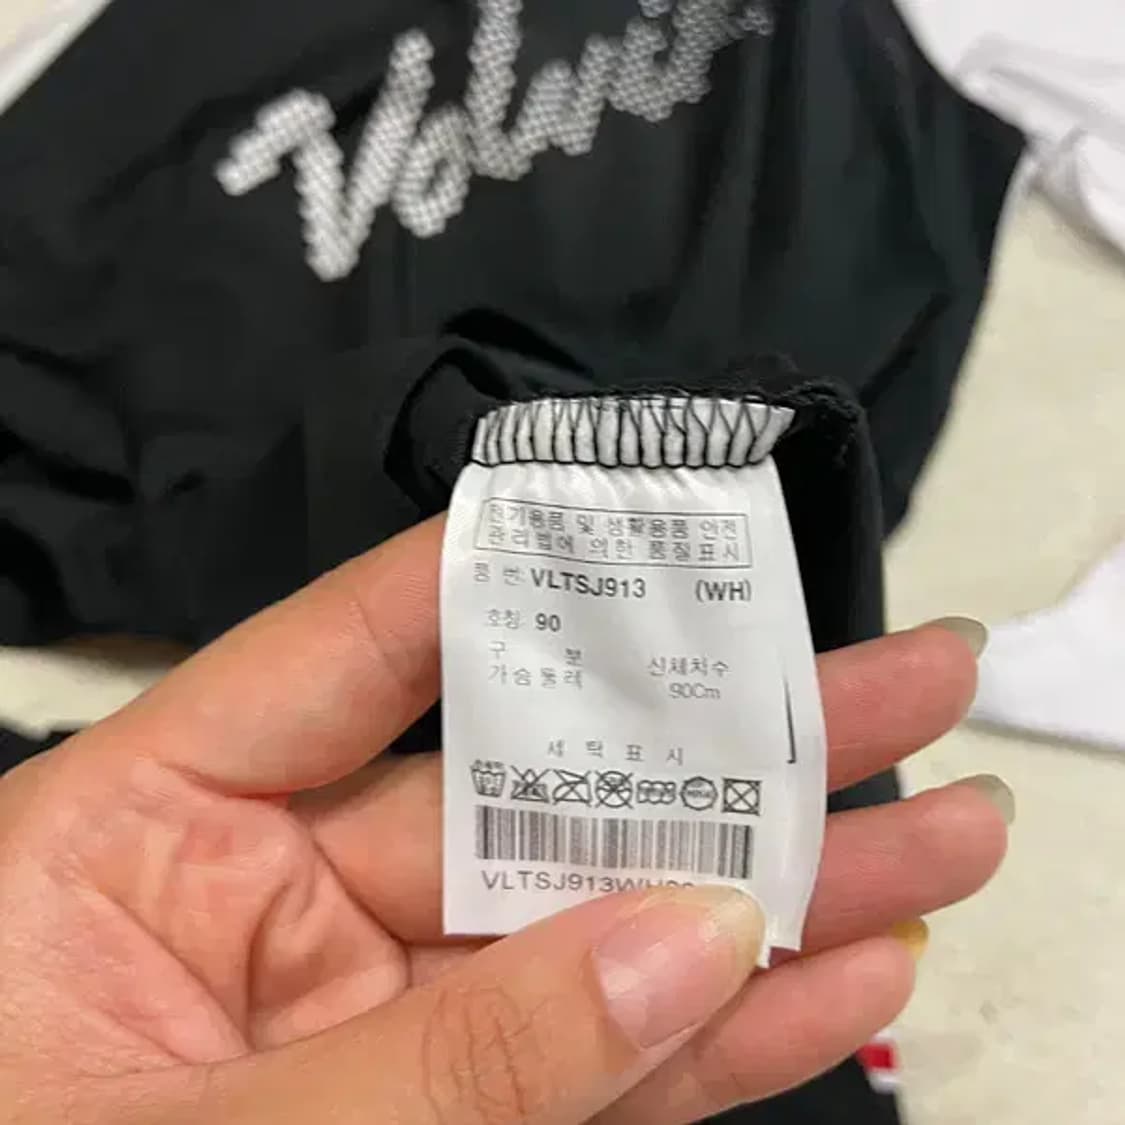 Volvik
전기용품 및 생활용품 안전
관리법에 의한 품질표시
품 번: VLTSJ913 (WH)
호칭 90
구 분 신체치수
가슴둘레 90Cm
세 탁 표 시
VLTSJ913WH